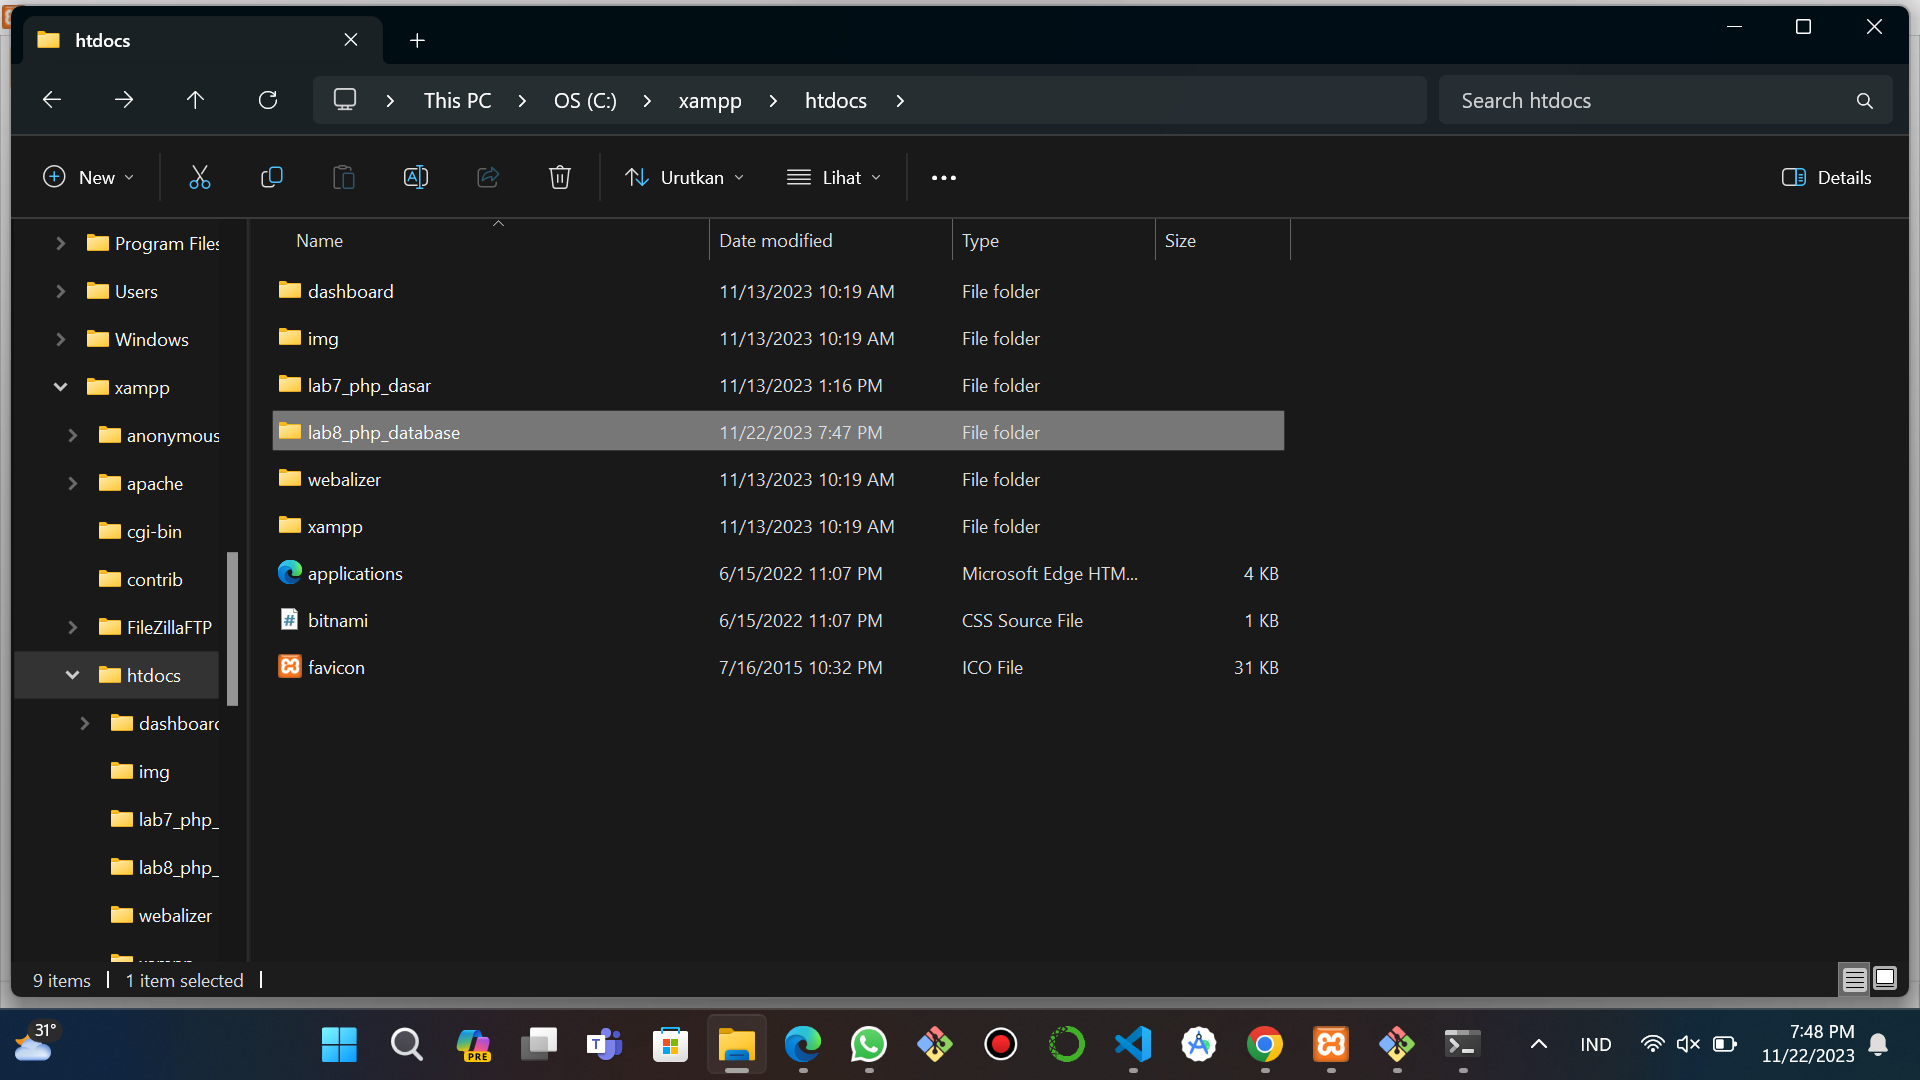 htdocs
This PC
OS (C:)
xampp
htdocs
Search htdocs
New
Urutkan
Lihat
Details
Program Files
Users
Windows
xampp
anonymous
apache
cgi-bin
contrib
FileZillaFTP
htdocs
dashboard
img
lab7_php_
lab8_php_
webalizer
Name Date modified Type Size
dashboard 11/13/2023 10:19 AM File folder
img 11/13/2023 10:19 AM File folder
lab7_php_dasar 11/13/2023 1:16 PM File folder
lab8_php_database 11/22/2023 7:47 PM File folder
webalizer 11/13/2023 10:19 AM File folder
xampp 11/13/2023 10:19 AM File folder
applications 6/15/2022 11:07 PM Microsoft Edge HTM... 4 KB
bitnami 6/15/2022 11:07 PM CSS Source File 1 KB
favicon 7/16/2015 10:32 PM ICO File 31 KB
9 items
1 item selected
31°
PRE
IND
7:48 PM
11/22/2023